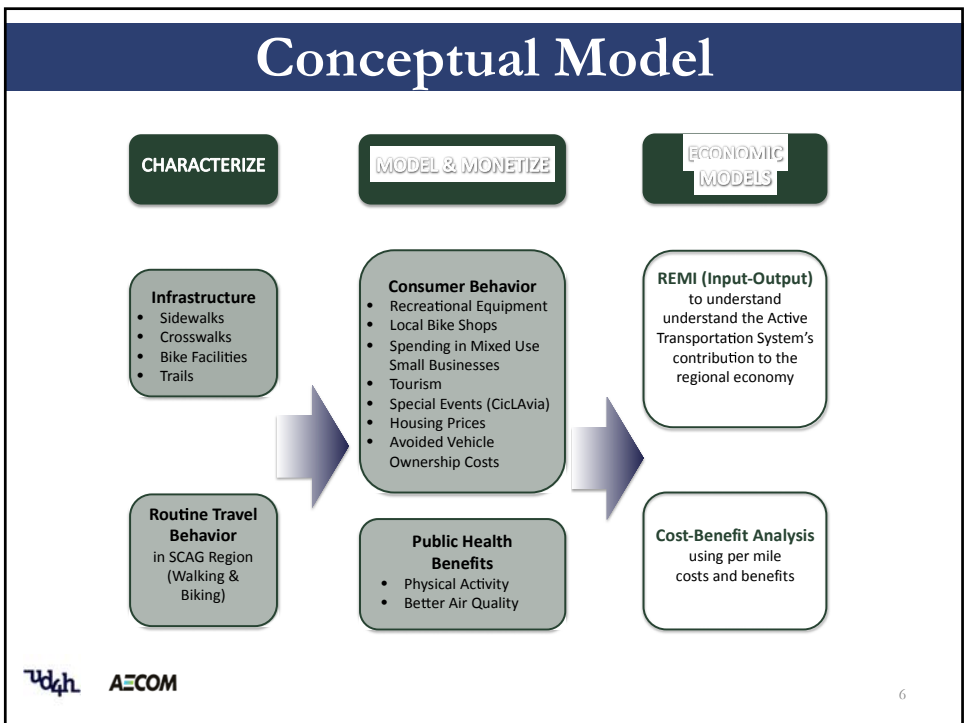 Conceptual Model
CHARACTERIZE
Infrastructure
• Sidewalks
• Crosswalks
• Bike Facilities
• Trails
Routine Travel
Behavior
in SCAG Region
(Walking &
Biking)
MODEL & MONETIZE
Consumer Behavior
• Recreational Equipment
• Local Bike Shops
• Spending in Mixed Use
Small Businesses
• Tourism
• Special Events (CicLAvia)
• Housing Prices
• Avoided Vehicle
Ownership Costs
Public Health
Benefits
• Physical Activity
• Better Air Quality
ECONOMIC
MODELS
REMI (Input-Output)
to understand
understand the Active
Transportation System's
contribution to the
regional economy
Cost-Benefit Analysis
using per mile
costs and benefits
Ud4h
AECOM
6